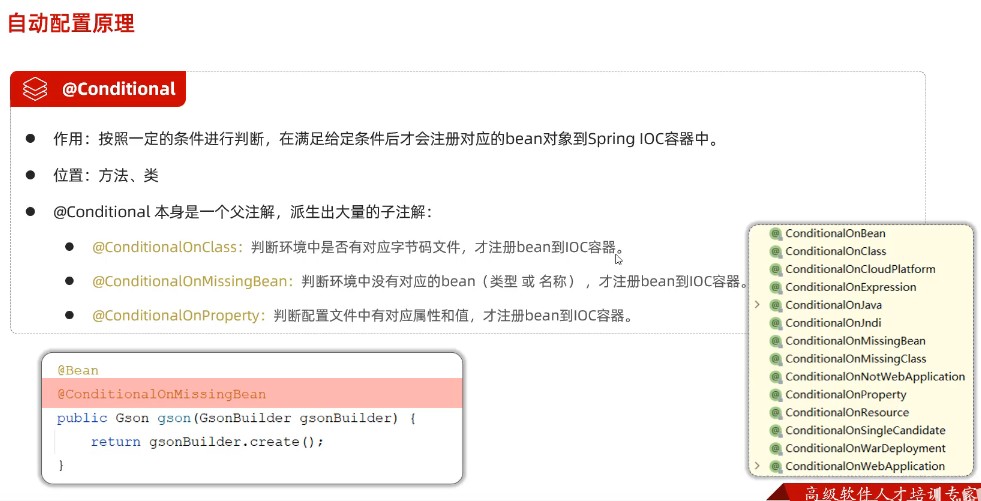 自动配置原理
@Conditional
作用：按照一定的条件进行判断，在满足给定条件后才会注册对应的bean对象到Spring IOC容器中。
位置：方法、类
@Conditional 本身是一个父注解，派生出大量的子注解：
@ConditionalOnClass：判断环境中是否有对应字节码文件，才注册bean到IOC容器。
@ConditionalOnMissingBean：判断环境中没有对应的bean（类型 或 名称） ，才注册bean到IOC容器。
@ConditionalOnProperty：判断配置文件中有对应属性和值，才注册bean到IOC容器。
@Bean
@ConditionalOnMissingBean
public Gson gson(GsonBuilder gsonBuilder) {
return gsonBuilder.create();
}
ConditionalOnBean
ConditionalOnClass
ConditionalOnCloudPlatform
ConditionalOnExpression
ConditionalOnJava
ConditionalOnJndi
ConditionalOnMissingBean
ConditionalOnMissingClass
ConditionalOnNotWebApplication
ConditionalOnProperty
ConditionalOnResource
ConditionalOnSingleCandidate
ConditionalOnWarDeployment
ConditionalOnWebApplication
高级软件人才培训专家